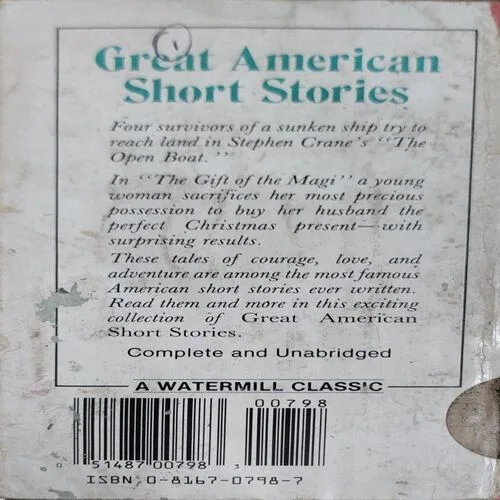 Great American
Short Stories
Four survivors of a sunken ship try to
reach land in Stephen Crane's "The
Open Boat."
In "The Gift of the Magi" a young
woman sacrifices her most precious
possession to buy her husband the
perfect Christmas present—with
surprising results.
These tales of courage, love, and
adventure are among the most famous
American short stories ever written.
Read them and more in this exciting
collection of Great American
Short Stories.
Complete and Unabridged
A WATERMILL CLASSIC
00798
0 51487 00798 3
ISBN 0-8167-0798-7